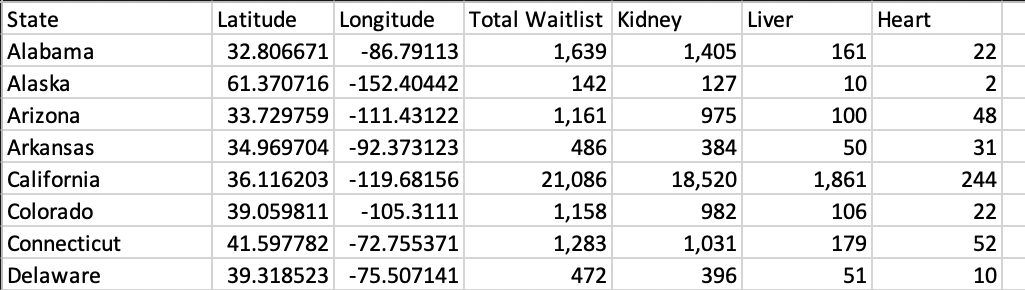 State Latitude Longitude Total Waitlist Kidney Liver Heart
Alabama 32.806671 -86.79113 1,639 1,405 161 22
Alaska 61.370716 -152.40442 142 127 10 2
Arizona 33.729759 -111.43122 1,161 975 100 48
Arkansas 34.969704 -92.373123 486 384 50 31
California 36.116203 -119.68156 21,086 18,520 1,861 244
Colorado 39.059811 -105.3111 1,158 982 106 22
Connecticut 41.597782 -72.755371 1,283 1,031 179 52
Delaware 39.318523 -75.507141 472 396 51 10